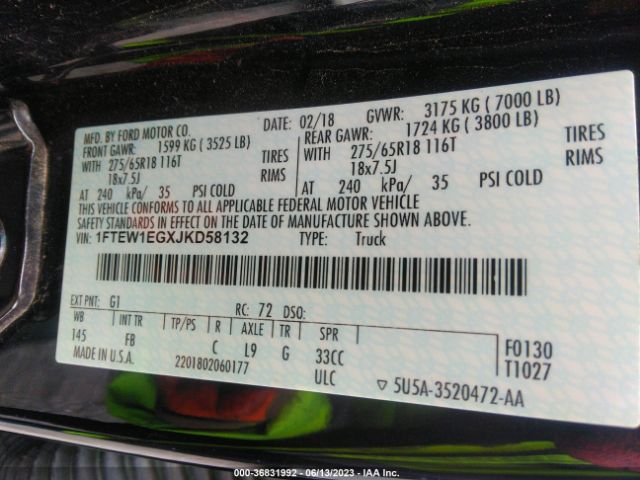 MFD. BY FORD MOTOR CO.
DATE: 02/18 GVWR: 3175 KG ( 7000 LB)
FRONT GAWR: 1599 KG ( 3525 LB) REAR GAWR: 1724 KG ( 3800 LB)
WITH 275/65R18 116T TIRES WITH 275/65R18 116T TIRES
18x7.5J RIMS 18x7.5J RIMS
AT 240 kPa/ 35 PSI COLD AT 240 kPa/ 35 PSI COLD
THIS VEHICLE CONFORMS TO ALL APPLICABLE FEDERAL MOTOR VEHICLE
SAFETY STANDARDS IN EFFECT ON THE DATE OF MANUFACTURE SHOWN ABOVE.
VIN: 1FTEW1EGXJKD58132 TYPE: Truck
EXT PNT: G1 RC: 72 DSO:
WB INT TR TP/PS R AXLE TR SPR
145 FB C L9 G 33CC F0130
MADE IN U.S.A. 2201802060177 ULC T1027
▽ 5U5A-3520472-AA
000-36831992 - 06/13/2023 - IAA Inc.